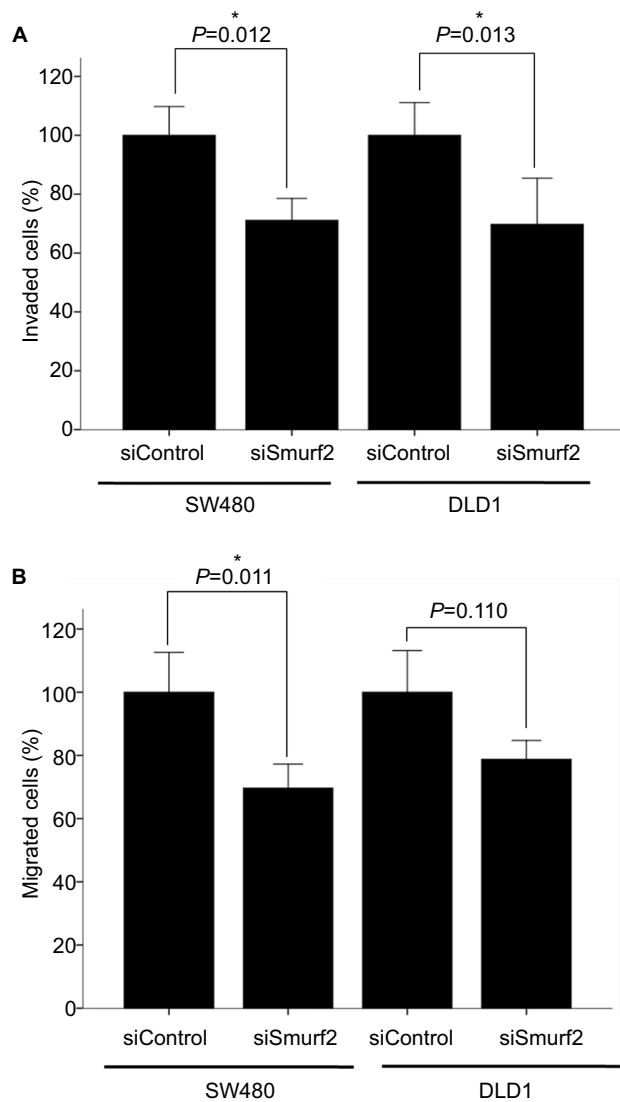 A
*
P=0.012
*
P=0.013
120
100
80
60
40
20
0
Invaded cells (%)
siControl siSmurf2 siControl siSmurf2
SW480 DLD1
B
*
P=0.011
P=0.110
120
100
80
60
40
20
0
Migrated cells (%)
siControl siSmurf2 siControl siSmurf2
SW480 DLD1